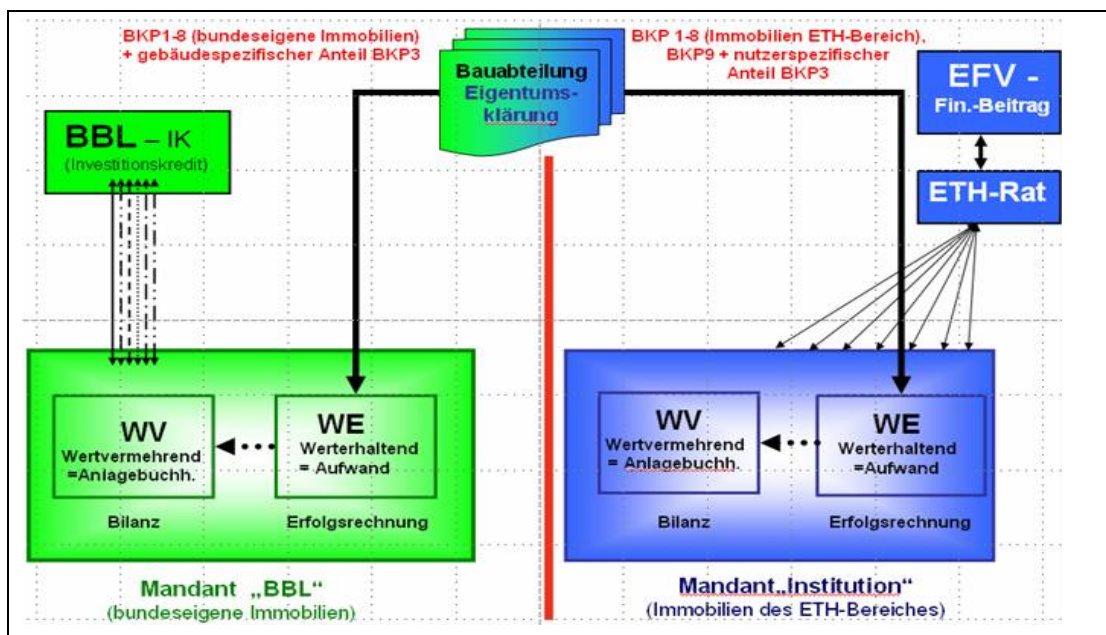 BKP1-8 (bundeseigene Immobilien)
+ gebäudespezifischer Anteil BKP3
BKP 1-8 (Immobilien ETH-Bereich),
BKP9 + nutzerspezifischer
Anteil BKP3
Bauabteilung
Eigentums-
klärung
EFV -
Fin.-Beitrag
BBL – IK
(Investitionskredit)
ETH-Rat
WV
Wertvermehrend
=Anlagebuchh.
WE
Werterhaltend
= Aufwand
Bilanz
Erfolgsrechnung
WV
Wertvermehrend
= Anlagebuchh.
WE
Werterhaltend
=Aufwand
Bilanz
Erfolgsrechnung
Mandant „BBL“
(bundeseigene Immobilien)
Mandant„Institution“
(Immobilien des ETH-Bereiches)